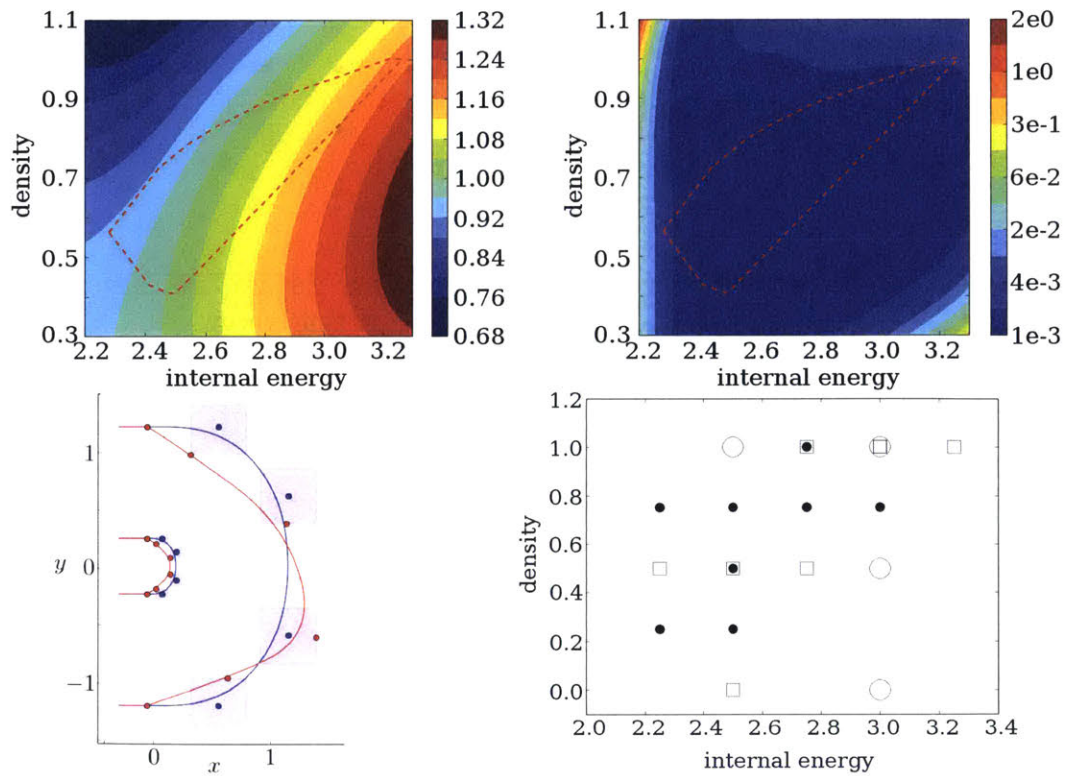 1.1
0.9
0.7
0.5
0.3
density
2.2 2.4 2.6 2.8 3.0 3.2
internal energy
1.32
1.24
1.16
1.08
1.00
0.92
0.84
0.76
0.68
1.1
0.9
0.7
0.5
0.3
density
2.2 2.4 2.6 2.8 3.0 3.2
internal energy
2e0
1e0
3e-1
6e-2
2e-2
4e-3
1e-3
1
y 0
−1
0 1
x
1.2
1.0
0.8
0.6
0.4
0.2
0.0
density
2.0 2.2 2.4 2.6 2.8 3.0 3.2 3.4
internal energy